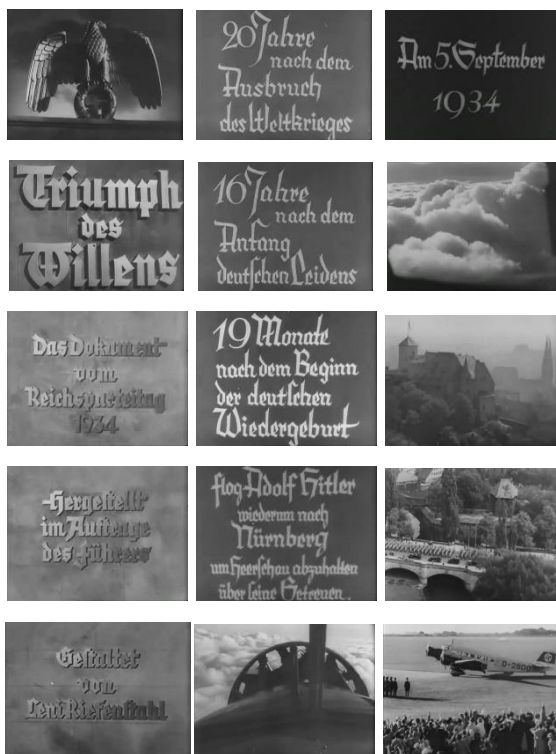 Triumph
des
Willens
Das Dokument
vom
Reichsparteitag
1934
Hergestellt
im Auftrage
des Führers
Gestaltet
von
Leni Riefenstahl
20 Jahre
nach dem
Ausbruch
des Weltkrieges
16 Jahre
nach dem
Anfang
deutschen Leidens
19 Monate
nach dem Beginn
der deutschen
Wiedergeburt
flog Adolf Hitler
wiederum nach
Nürnberg
um Heerschau abzuhalten
über seine Getreuen.
Am 5. September
1934
D-2600